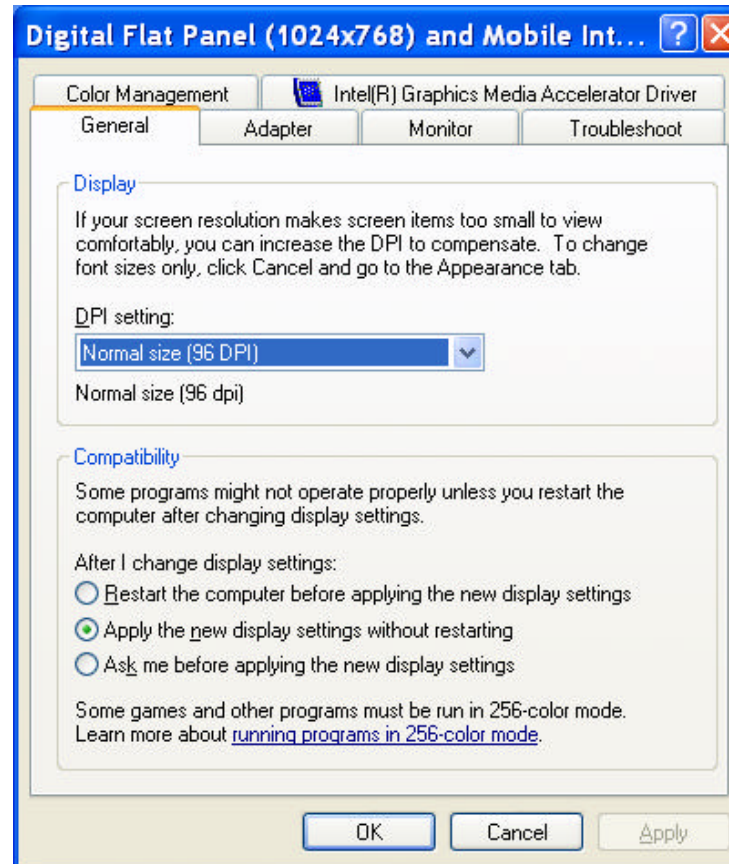 Digital Flat Panel (1024x768) and Mobile Int...
Color Management
Intel(R) Graphics Media Accelerator Driver
General
Adapter
Monitor
Troubleshoot
Display
If your screen resolution makes screen items too small to view
comfortably, you can increase the DPI to compensate. To change
font sizes only, click Cancel and go to the Appearance tab.
DPI setting:
Normal size (96 DPI)
Normal size (96 dpi)
Compatibility
Some programs might not operate properly unless you restart the
computer after changing display settings.
After I change display settings:
Restart the computer before applying the new display settings
Apply the new display settings without restarting
Ask me before applying the new display settings
Some games and other programs must be run in 256-color mode.
Learn more about running programs in 256-color mode.
OK
Cancel
Apply